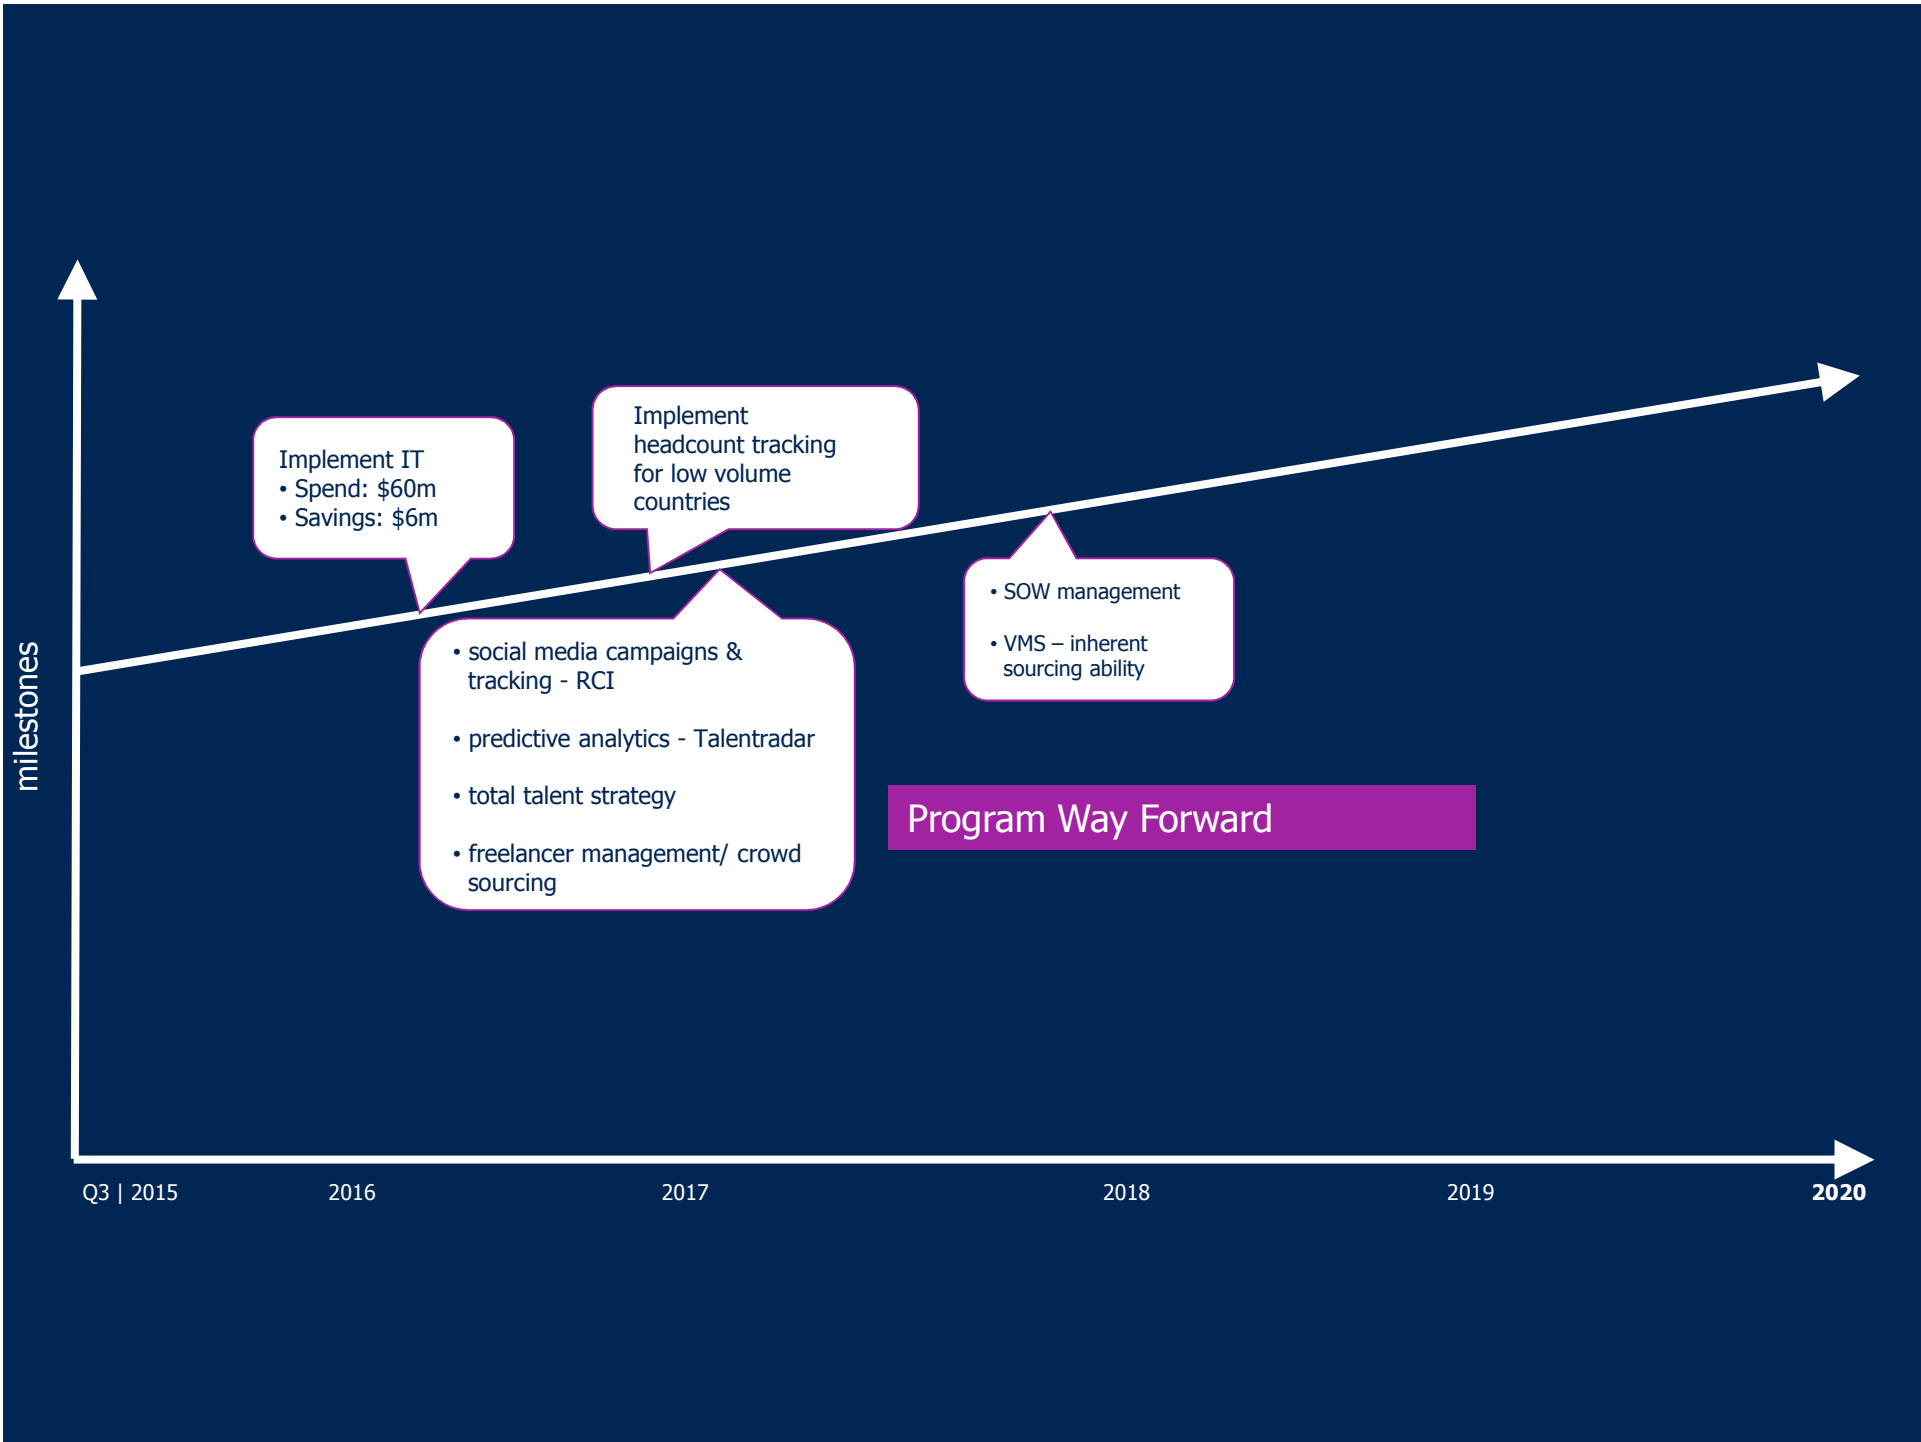 Implement IT
• Spend: $60m
• Savings: $6m
Implement
headcount tracking
for low volume
countries
• social media campaigns &
tracking - RCI
• predictive analytics - Talentradar
• total talent strategy
• freelancer management/ crowd
sourcing
• SOW management
• VMS – inherent
sourcing ability
milestones
Program Way Forward
Q3 | 2015
2016
2017
2018
2019
2020